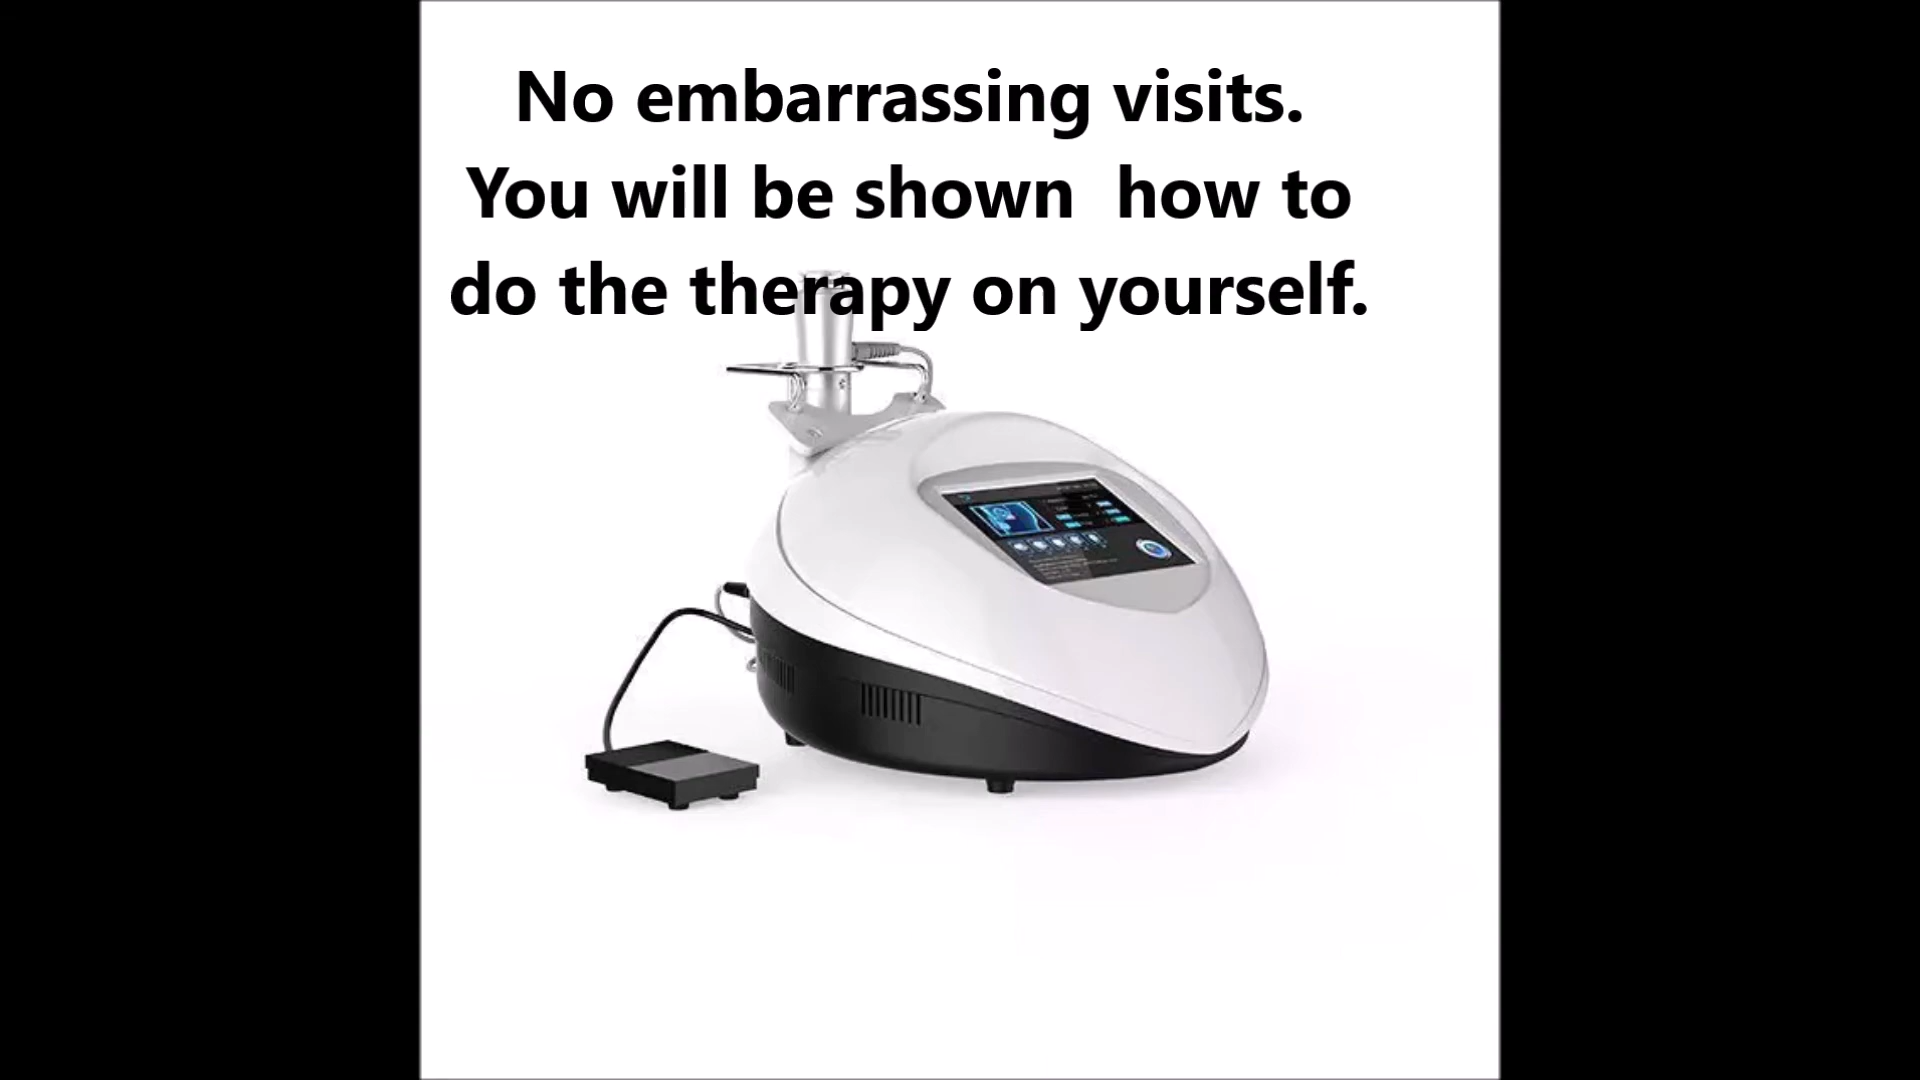 No embarrassing visits.
You will be shown  how to
do the therapy on yourself.